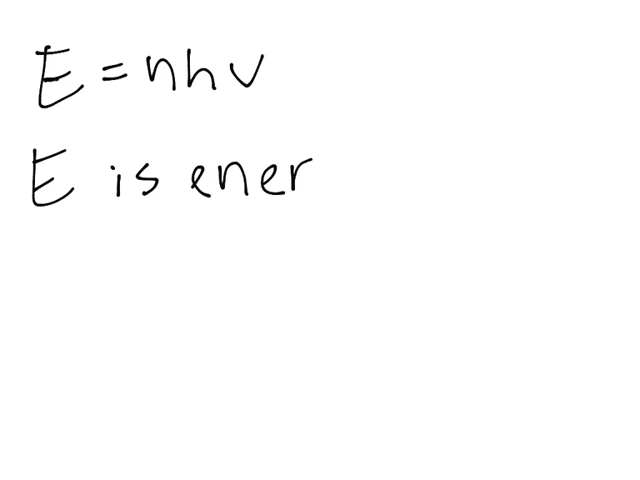 E = nhv
E is ener